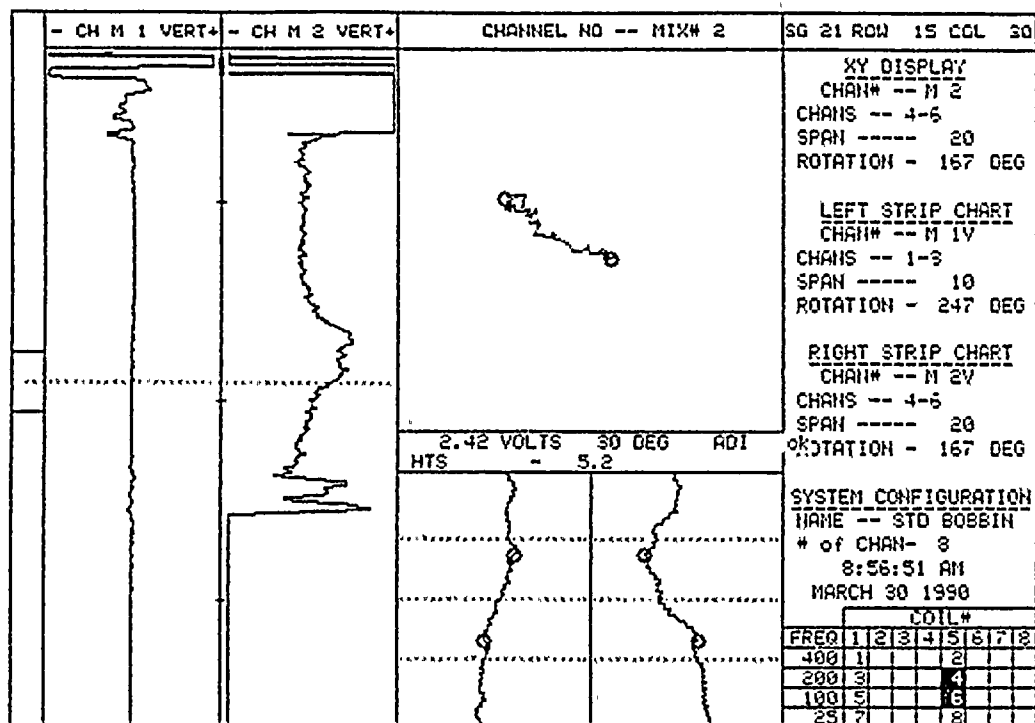 - CH M 1 VERT+
- CH M 2 VERT+
CHANNEL NO -- MIX# 2
SG 21 ROW 15 COL 30
XY DISPLAY
CHAN# -- M 2
CHANS -- 4-6
SPAN ----- 20
ROTATION - 167 DEG
LEFT STRIP CHART
CHAN# -- M 1V
CHANS -- 1-3
SPAN ----- 10
ROTATION - 247 DEG
RIGHT STRIP CHART
CHAN# -- M 2V
CHANS -- 4-6
SPAN ----- 20
ROTATION - 167 DEG
2.42 VOLTS 30 DEG ADI ok
HTS - 5.2
SYSTEM CONFIGURATION
NAME -- STD BOBBIN
# of CHAN- 8
8:56:51 AM
MARCH 30 1990
COIL#
FREQ 1 2 3 4 5 6 7 8
400 1 2
200 3 4
100 5 6
25 7 8